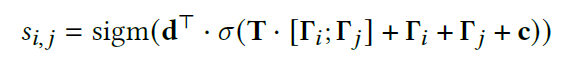 s_{i,j} = sigm(d^⊤ · σ(T · [Γ_i; Γ_j] + Γ_i + Γ_j + c))